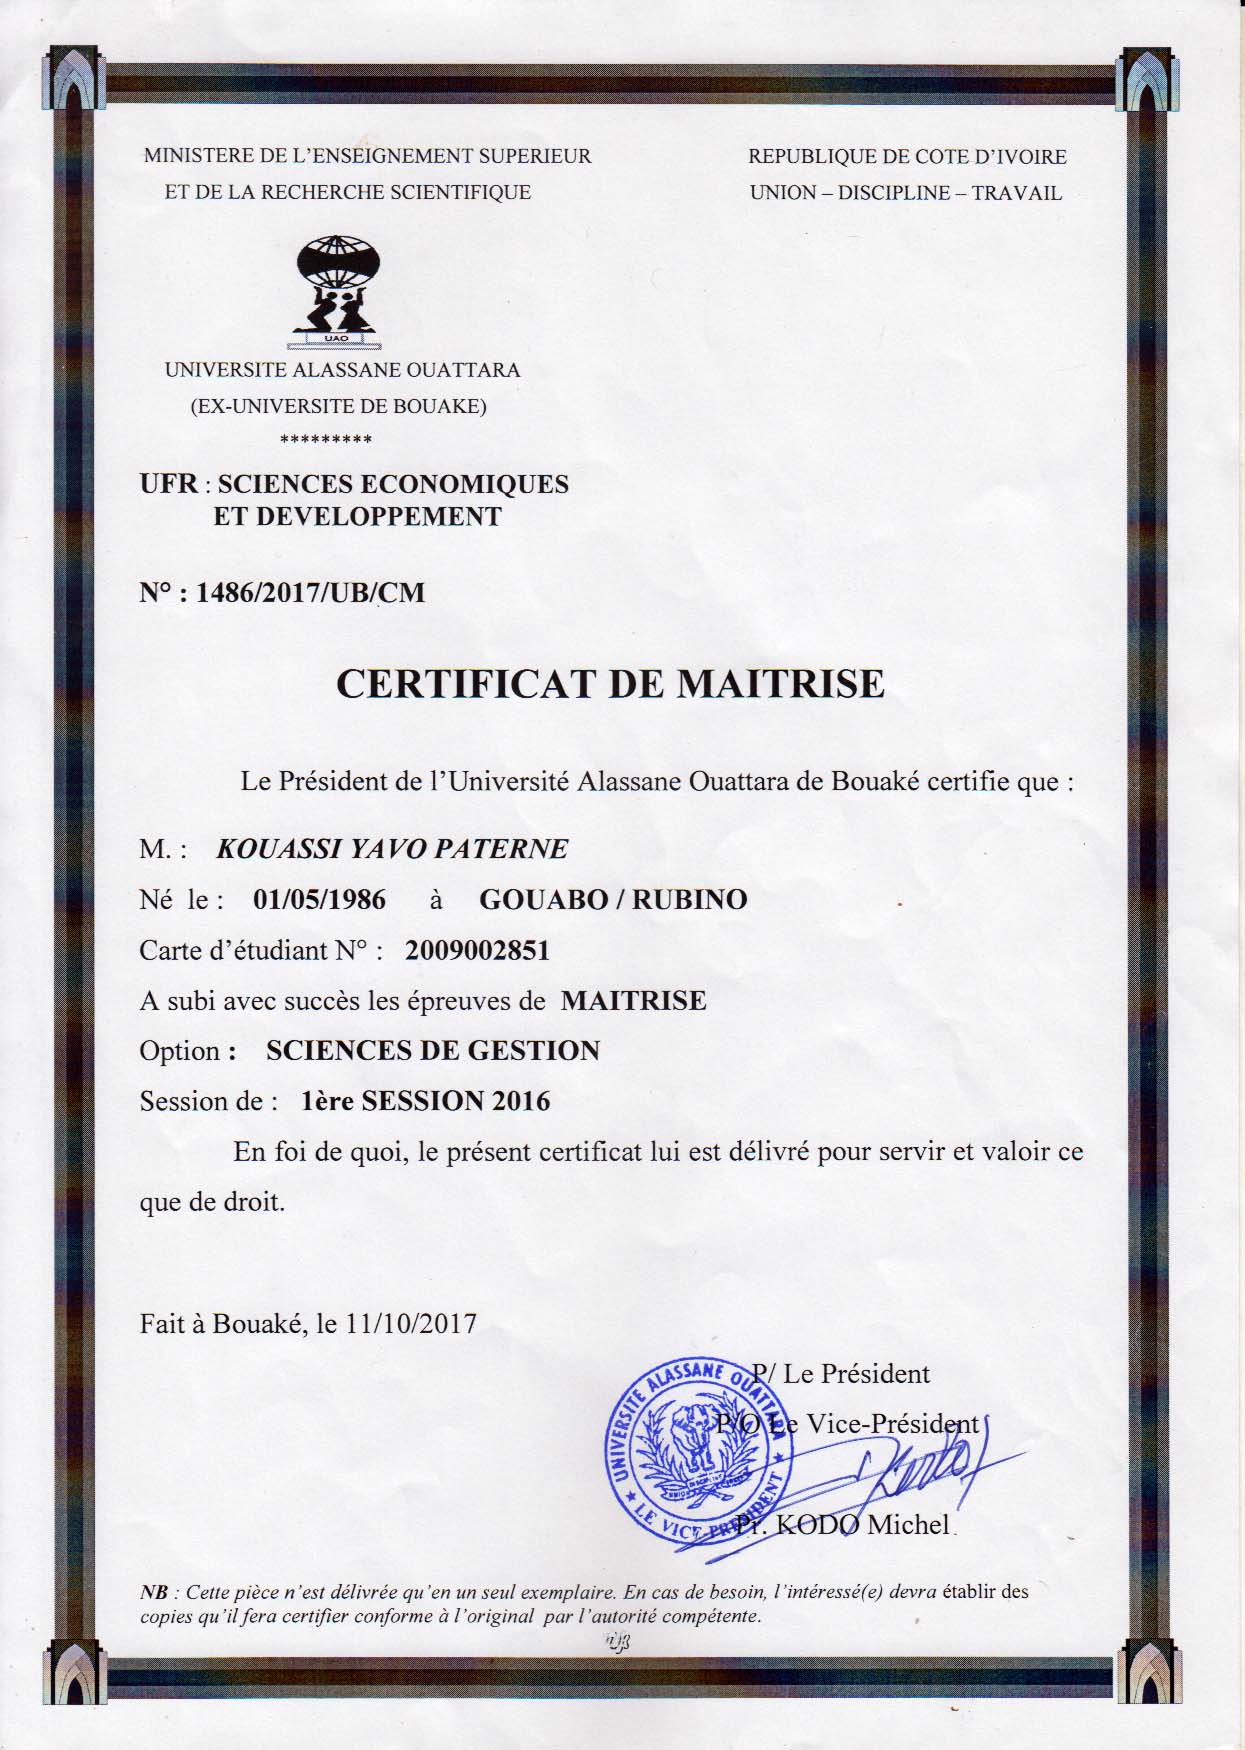 MINISTERE DE L'ENSEIGNEMENT SUPERIEUR
ET DE LA RECHERCHE SCIENTIFIQUE
REPUBLIQUE DE COTE D'IVOIRE
UNION – DISCIPLINE – TRAVAIL
UAO
UNIVERSITE ALASSANE OUATTARA
(EX-UNIVERSITE DE BOUAKE)
*********
UFR : SCIENCES ECONOMIQUES
ET DEVELOPPEMENT
N° : 1486/2017/UB/CM
CERTIFICAT DE MAITRISE
Le Président de l'Université Alassane Ouattara de Bouaké certifie que :
M. : KOUASSI YAVO PATERNE
Né le : 01/05/1986 à GOUABO / RUBINO
Carte d'étudiant N° : 2009002851
A subi avec succès les épreuves de MAITRISE
Option : SCIENCES DE GESTION
Session de : 1ère SESSION 2016
En foi de quoi, le présent certificat lui est délivré pour servir et valoir ce
que de droit.
Fait à Bouaké, le 11/10/2017
P/ Le Président
P/O Le Vice-Président
UNIVERSITE ALASSANE OUATTARA
★ LE VICE-PRESIDENT ★
Pr. KODO Michel
NB : Cette pièce n'est délivrée qu'en un seul exemplaire. En cas de besoin, l'intéressé(e) devra établir des
copies qu'il fera certifier conforme à l'original par l'autorité compétente.